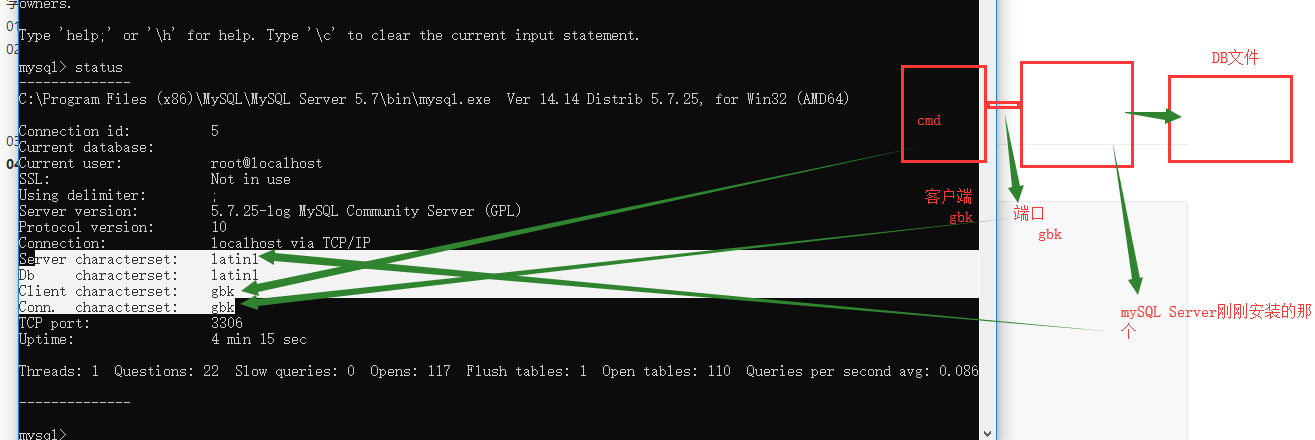 学
owners.
01
Type 'help;' or '\h' for help. Type '\c' to clear the current input statement.
02
mysql> status
--------------
C:\Program Files (x86)\MySQL\MySQL Server 5.7\bin\mysql.exe  Ver 14.14 Distrib 5.7.25, for Win32 (AMD64)
Connection id:          5
03
Current database:
Current user:           root@localhost
04
SSL:                    Not in use
Using delimiter:        ;
Server version:         5.7.25-log MySQL Community Server (GPL)
Protocol version:       10
Connection:             localhost via TCP/IP
Server characterset:    latin1
Db     characterset:    latin1
Client characterset:    gbk
Conn.  characterset:    gbk
TCP port:               3306
Uptime:                 4 min 15 sec
Threads: 1  Questions: 22  Slow queries: 0  Opens: 117  Flush tables: 1  Open tables: 110  Queries per second avg: 0.086
--------------
mysql>
cmd
客户端
gbk
端口
gbk
DB文件
mySQL Server刚刚安装的那
个